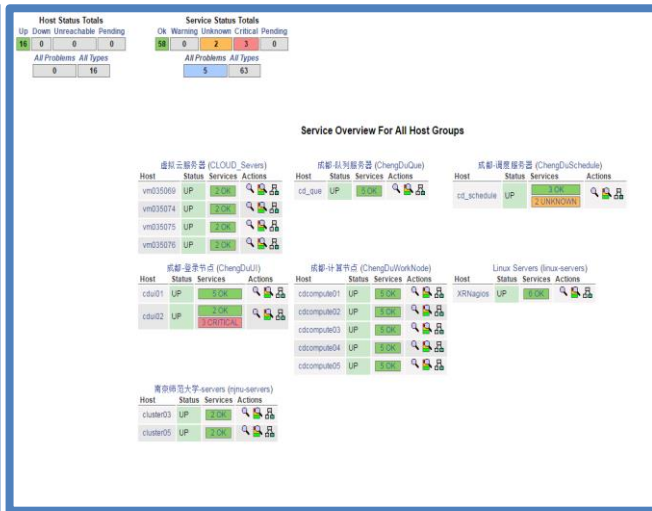 Host Status Totals
Up Down Unreachable Pending
16 0 0 0
All Problems All Types
0 16
Service Status Totals
Ok Warning Unknown Critical Pending
58 0 2 3 0
All Problems All Types
5 63
Service Overview For All Host Groups
虚拟云服务器 (CLOUD_Severs)
Host Status Services Actions
vm035069 UP 2 OK
vm035074 UP 2 OK
vm035075 UP 2 OK
vm035076 UP 2 OK
成都-队列服务器 (ChengDuQue)
Host Status Services Actions
cd_que UP 5 OK
成都-调度服务器 (ChengDuSchedule)
Host Status Services Actions
cd_schedule UP 3 OK
2 UNKNOWN
成都-登录节点 (ChengDuUI)
Host Status Services Actions
cdui01 UP 5 OK
cdui02 UP 2 OK
3 CRITICAL
成都-计算节点 (ChengDuWorkNode)
Host Status Services Actions
cdcompute01 UP 5 OK
cdcompute02 UP 5 OK
cdcompute03 UP 5 OK
cdcompute04 UP 5 OK
cdcompute05 UP 5 OK
Linux Servers (linux-servers)
Host Status Services Actions
XRNagios UP 6 OK
南京师范大学-servers (njnu-servers)
Host Status Services Actions
cluster03 UP 2 OK
cluster05 UP 2 OK